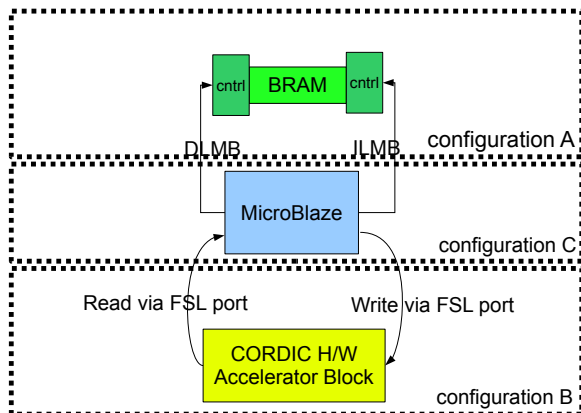 cntrl
BRAM
cntrl
DLMB
ILMB
configuration A
MicroBlaze
configuration C
Read via FSL port
Write via FSL port
CORDIC H/W
Accelerator Block
configuration B